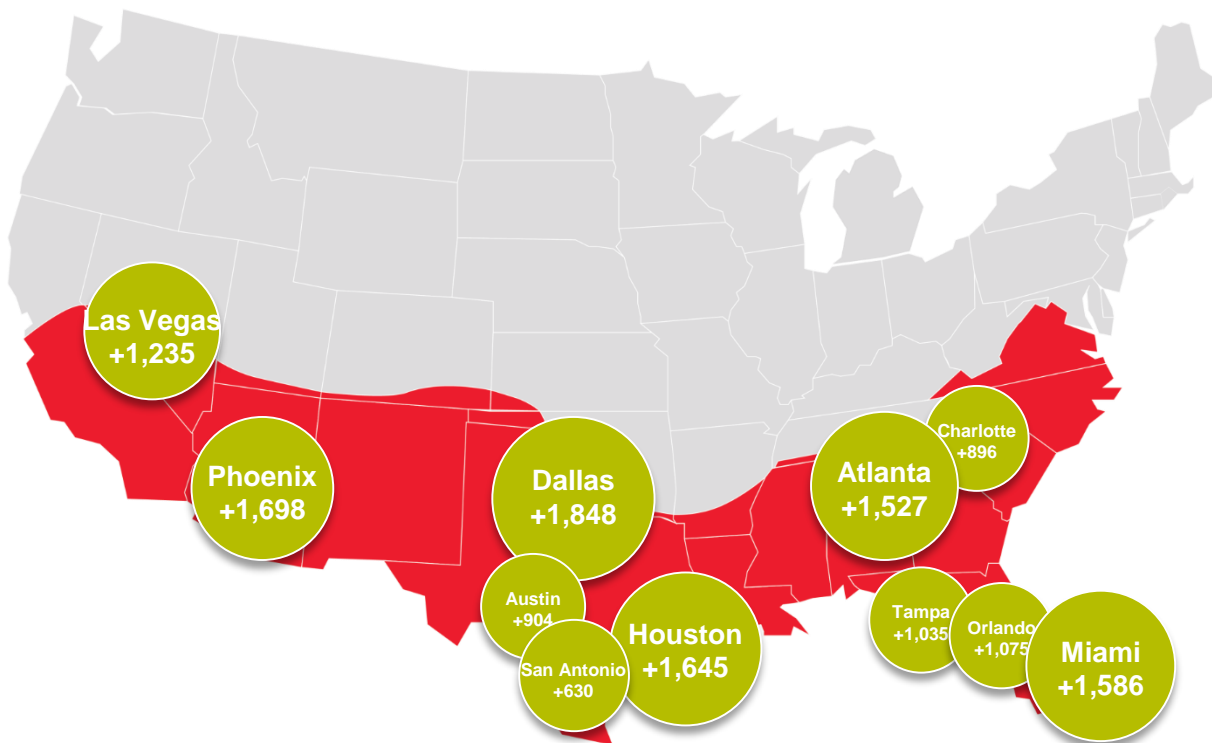 Las Vegas
+1,235
Phoenix
+1,698
Dallas
+1,848
Atlanta
+1,527
Charlotte
+896
Austin
+904
San Antonio
+630
Houston
+1,645
Tampa
+1,035
Orlando
+1,075
Miami
+1,586